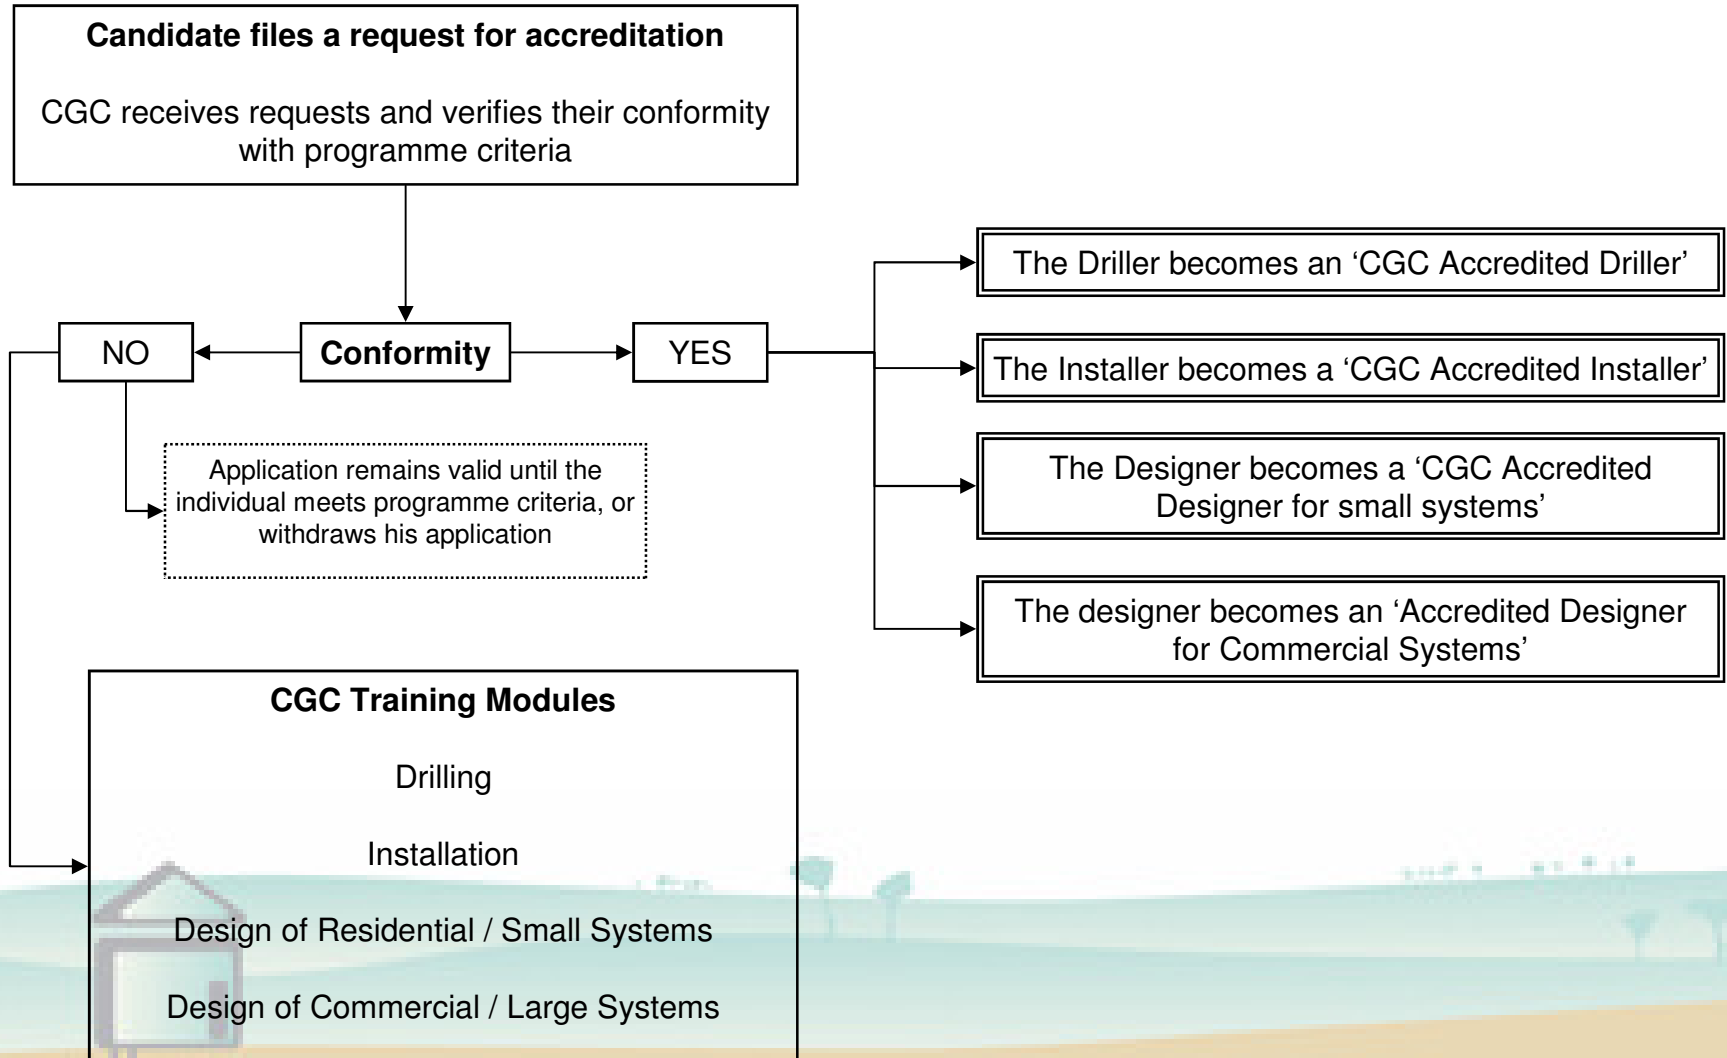 Candidate files a request for accreditation
CGC receives requests and verifies their conformity
with programme criteria
NO
Conformity
YES
The Driller becomes an ‘CGC Accredited Driller’
The Installer becomes a ‘CGC Accredited Installer’
The Designer becomes a ‘CGC Accredited
Designer for small systems’
The designer becomes an ‘Accredited Designer
for Commercial Systems’
Application remains valid until the
individual meets programme criteria, or
withdraws his application
CGC Training Modules
Drilling
Installation
Design of Residential / Small Systems
Design of Commercial / Large Systems